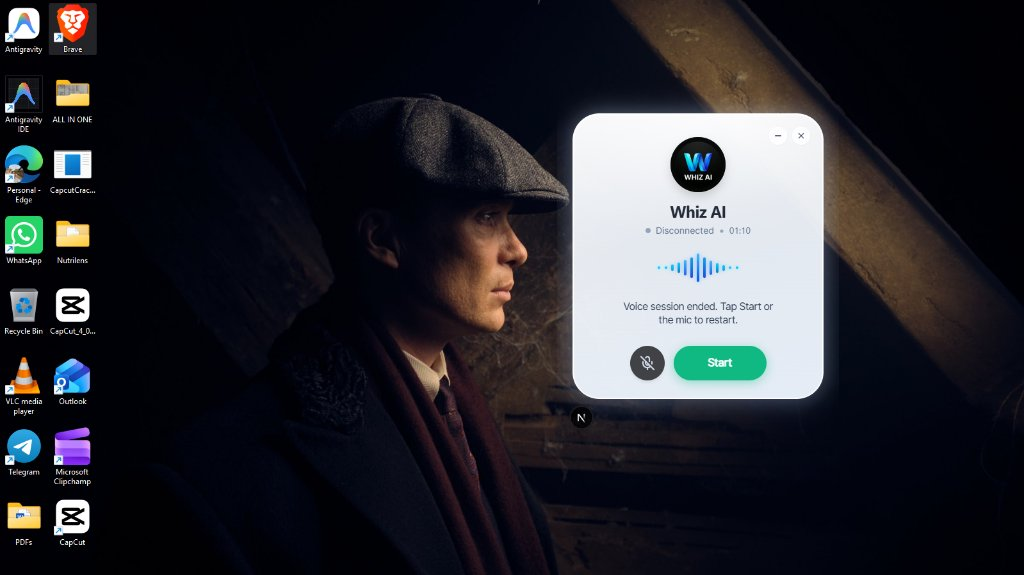 Antigravity
Brave
Antigravity
IDE
ALL IN ONE
Personal -
Edge
CapcutCrac...
WhatsApp
Nutrilens
Recycle Bin
CapCut_4_0...
VLC media
player
Outlook
Telegram
Microsoft
Clipchamp
PDFs
CapCut
W
WHIZ AI
Whiz AI
Disconnected • 01:10
Voice session ended. Tap Start or
the mic to restart.
Start
N